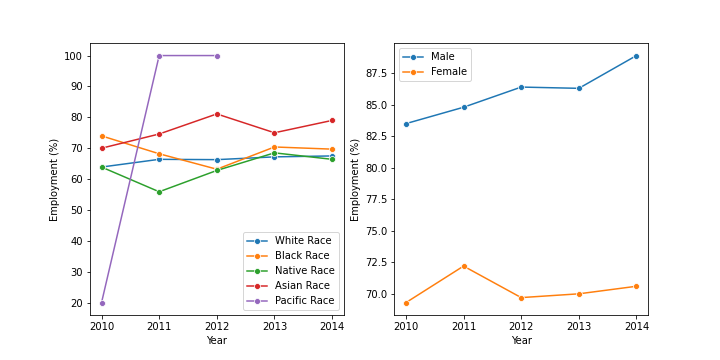 100
90
80
70
60
50
40
30
20
Employment (%)
2010
2011
2012
2013
2014
Year
White Race
Black Race
Native Race
Asian Race
Pacific Race
87.5
85.0
82.5
80.0
77.5
75.0
72.5
70.0
Employment (%)
2010
2011
2012
2013
2014
Year
Male
Female